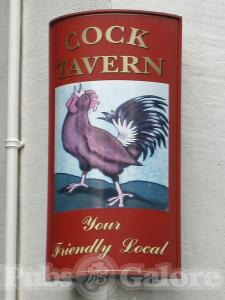 COCK
TAVERN
Your
Friendly Local
Pubs Galore